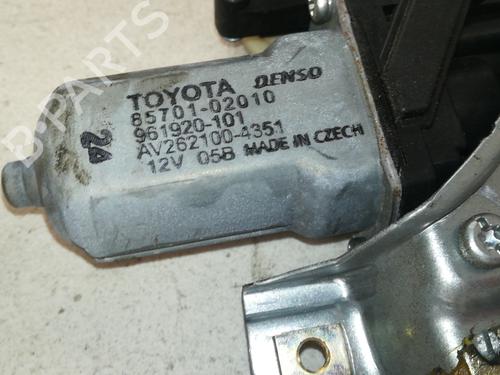 B-PARTS
TOYOTA DENSO
85701-02010
961920-101
AV262100-4351
12V 05B MADE IN CZECH
24